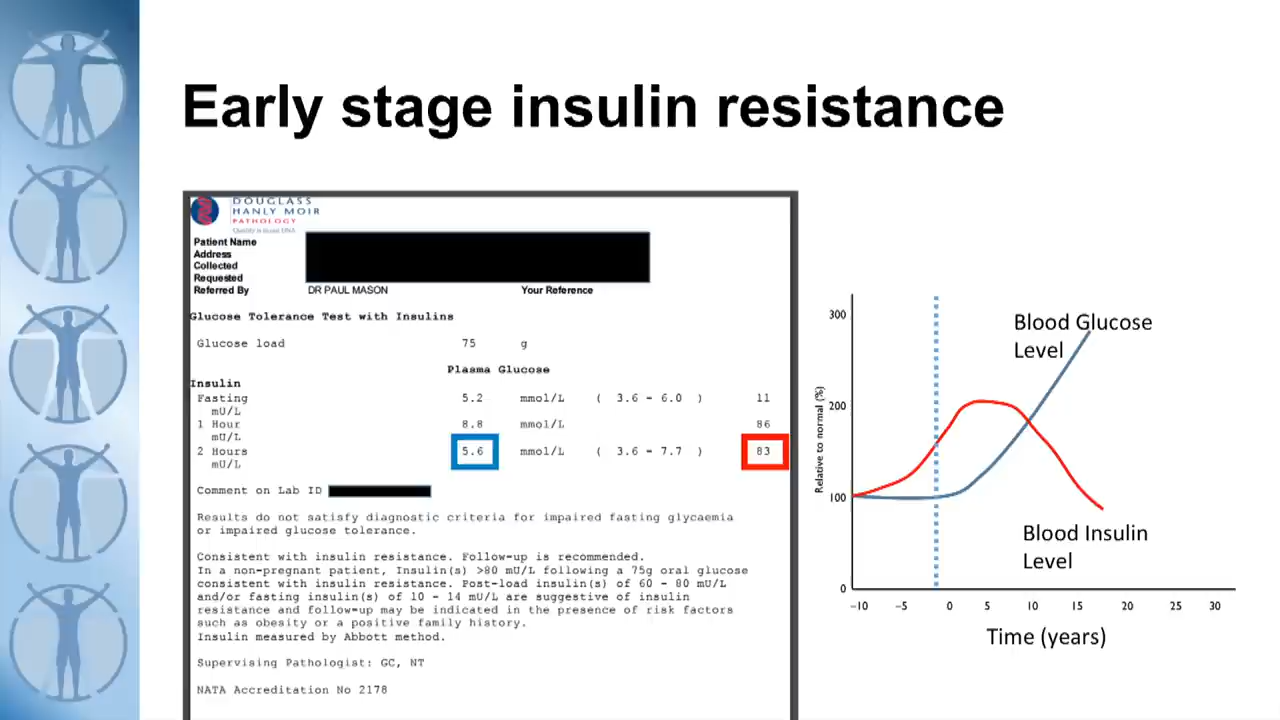 Early stage insulin resistance
DOUGLASS
HANLY MOIR
PATHOLOGY
Quality is in our DNA
Patient Name
Address
Collected
Requested
Referred By DR PAUL MASON Your Reference
Glucose Tolerance Test with Insulins
Glucose load 75 g
Plasma Glucose
Insulin
Fasting 5.2 mmol/L ( 3.6 - 6.0 ) 11
mU/L
1 Hour 8.8 mmol/L 86
mU/L
2 Hours 5.6 mmol/L ( 3.6 - 7.7 ) 83
mU/L
Comment on Lab ID
Results do not satisfy diagnostic criteria for impaired fasting glycaemia
or impaired glucose tolerance.
Consistent with insulin resistance. Follow-up is recommended.
In a non-pregnant patient, Insulin(s) >80 mU/L following a 75g oral glucose
consistent with insulin resistance. Post-load insulin(s) of 60 - 80 mU/L
and/or fasting insulin(s) of 10 - 14 mU/L are suggestive of insulin
resistance and follow-up may be indicated in the presence of risk factors
such as obesity or a positive family history.
Insulin measured by Abbott method.
Supervising Pathologist: GC, NT
NATA Accreditation No 2178
Blood Glucose
Level
Blood Insulin
Level
Relative to normal (%)
300
200
100
0
−10 −5 0 5 10 15 20 25 30
Time (years)